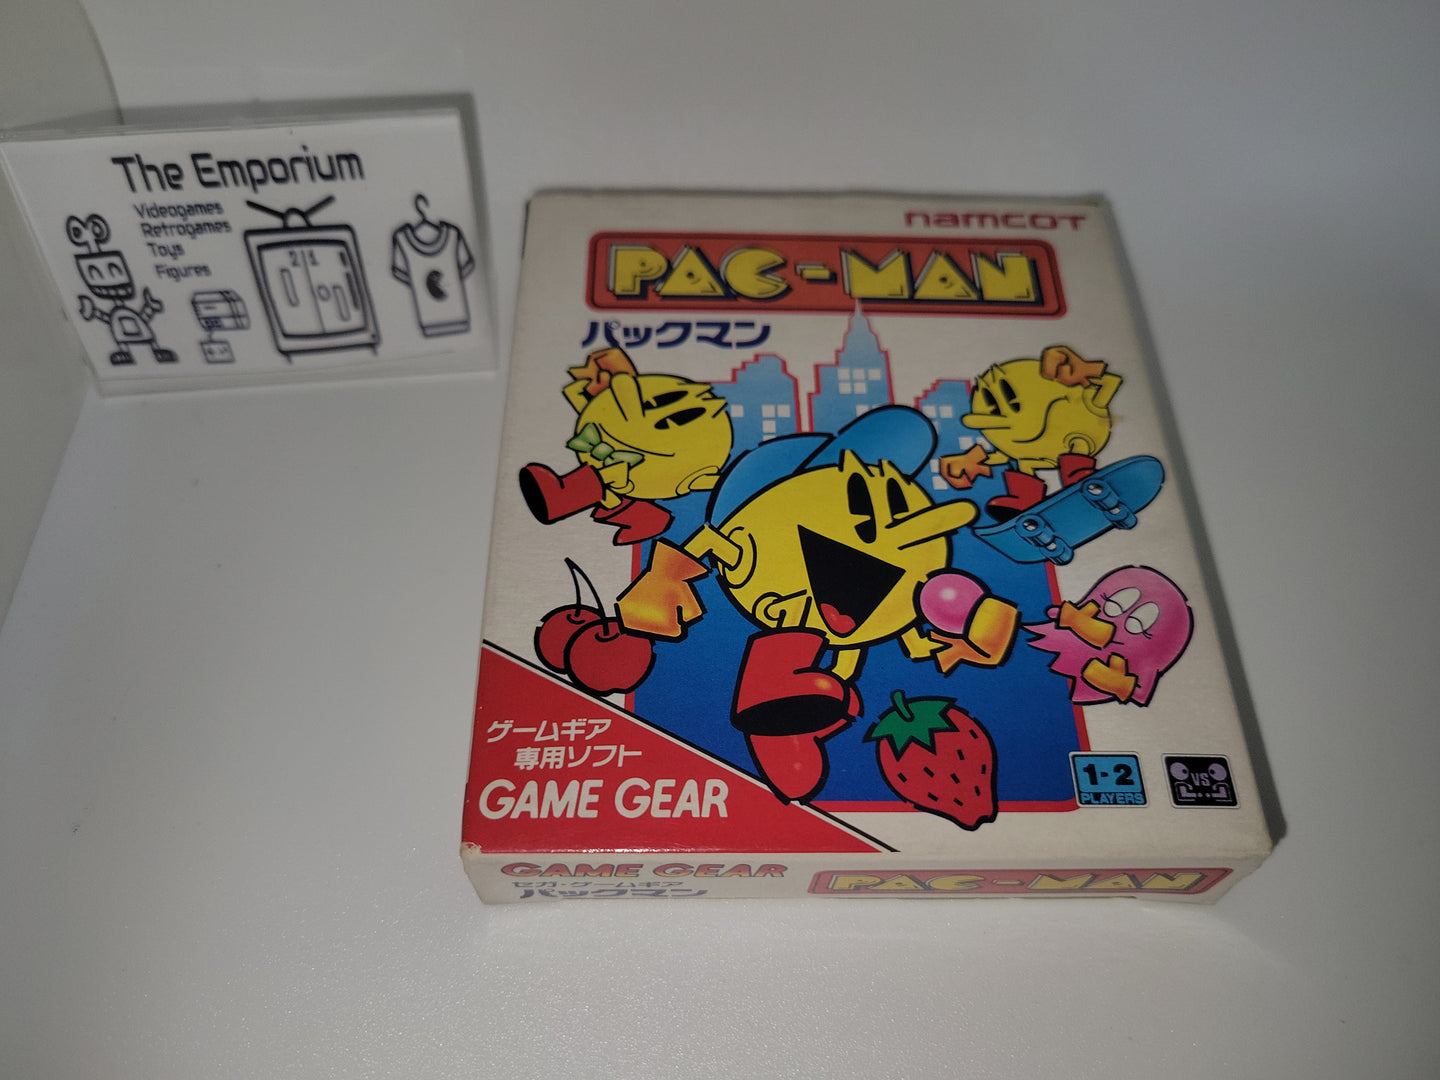 The Emporium
Videogames
Retrogames
Toys
Figures
2 1
namcot
PAC-MAN
パックマン
ゲームギア
専用ソフト
GAME GEAR
1-2
PLAYERS
VS
GAME GEAR
セガ・ゲームギア
パックマン
PAC-MAN